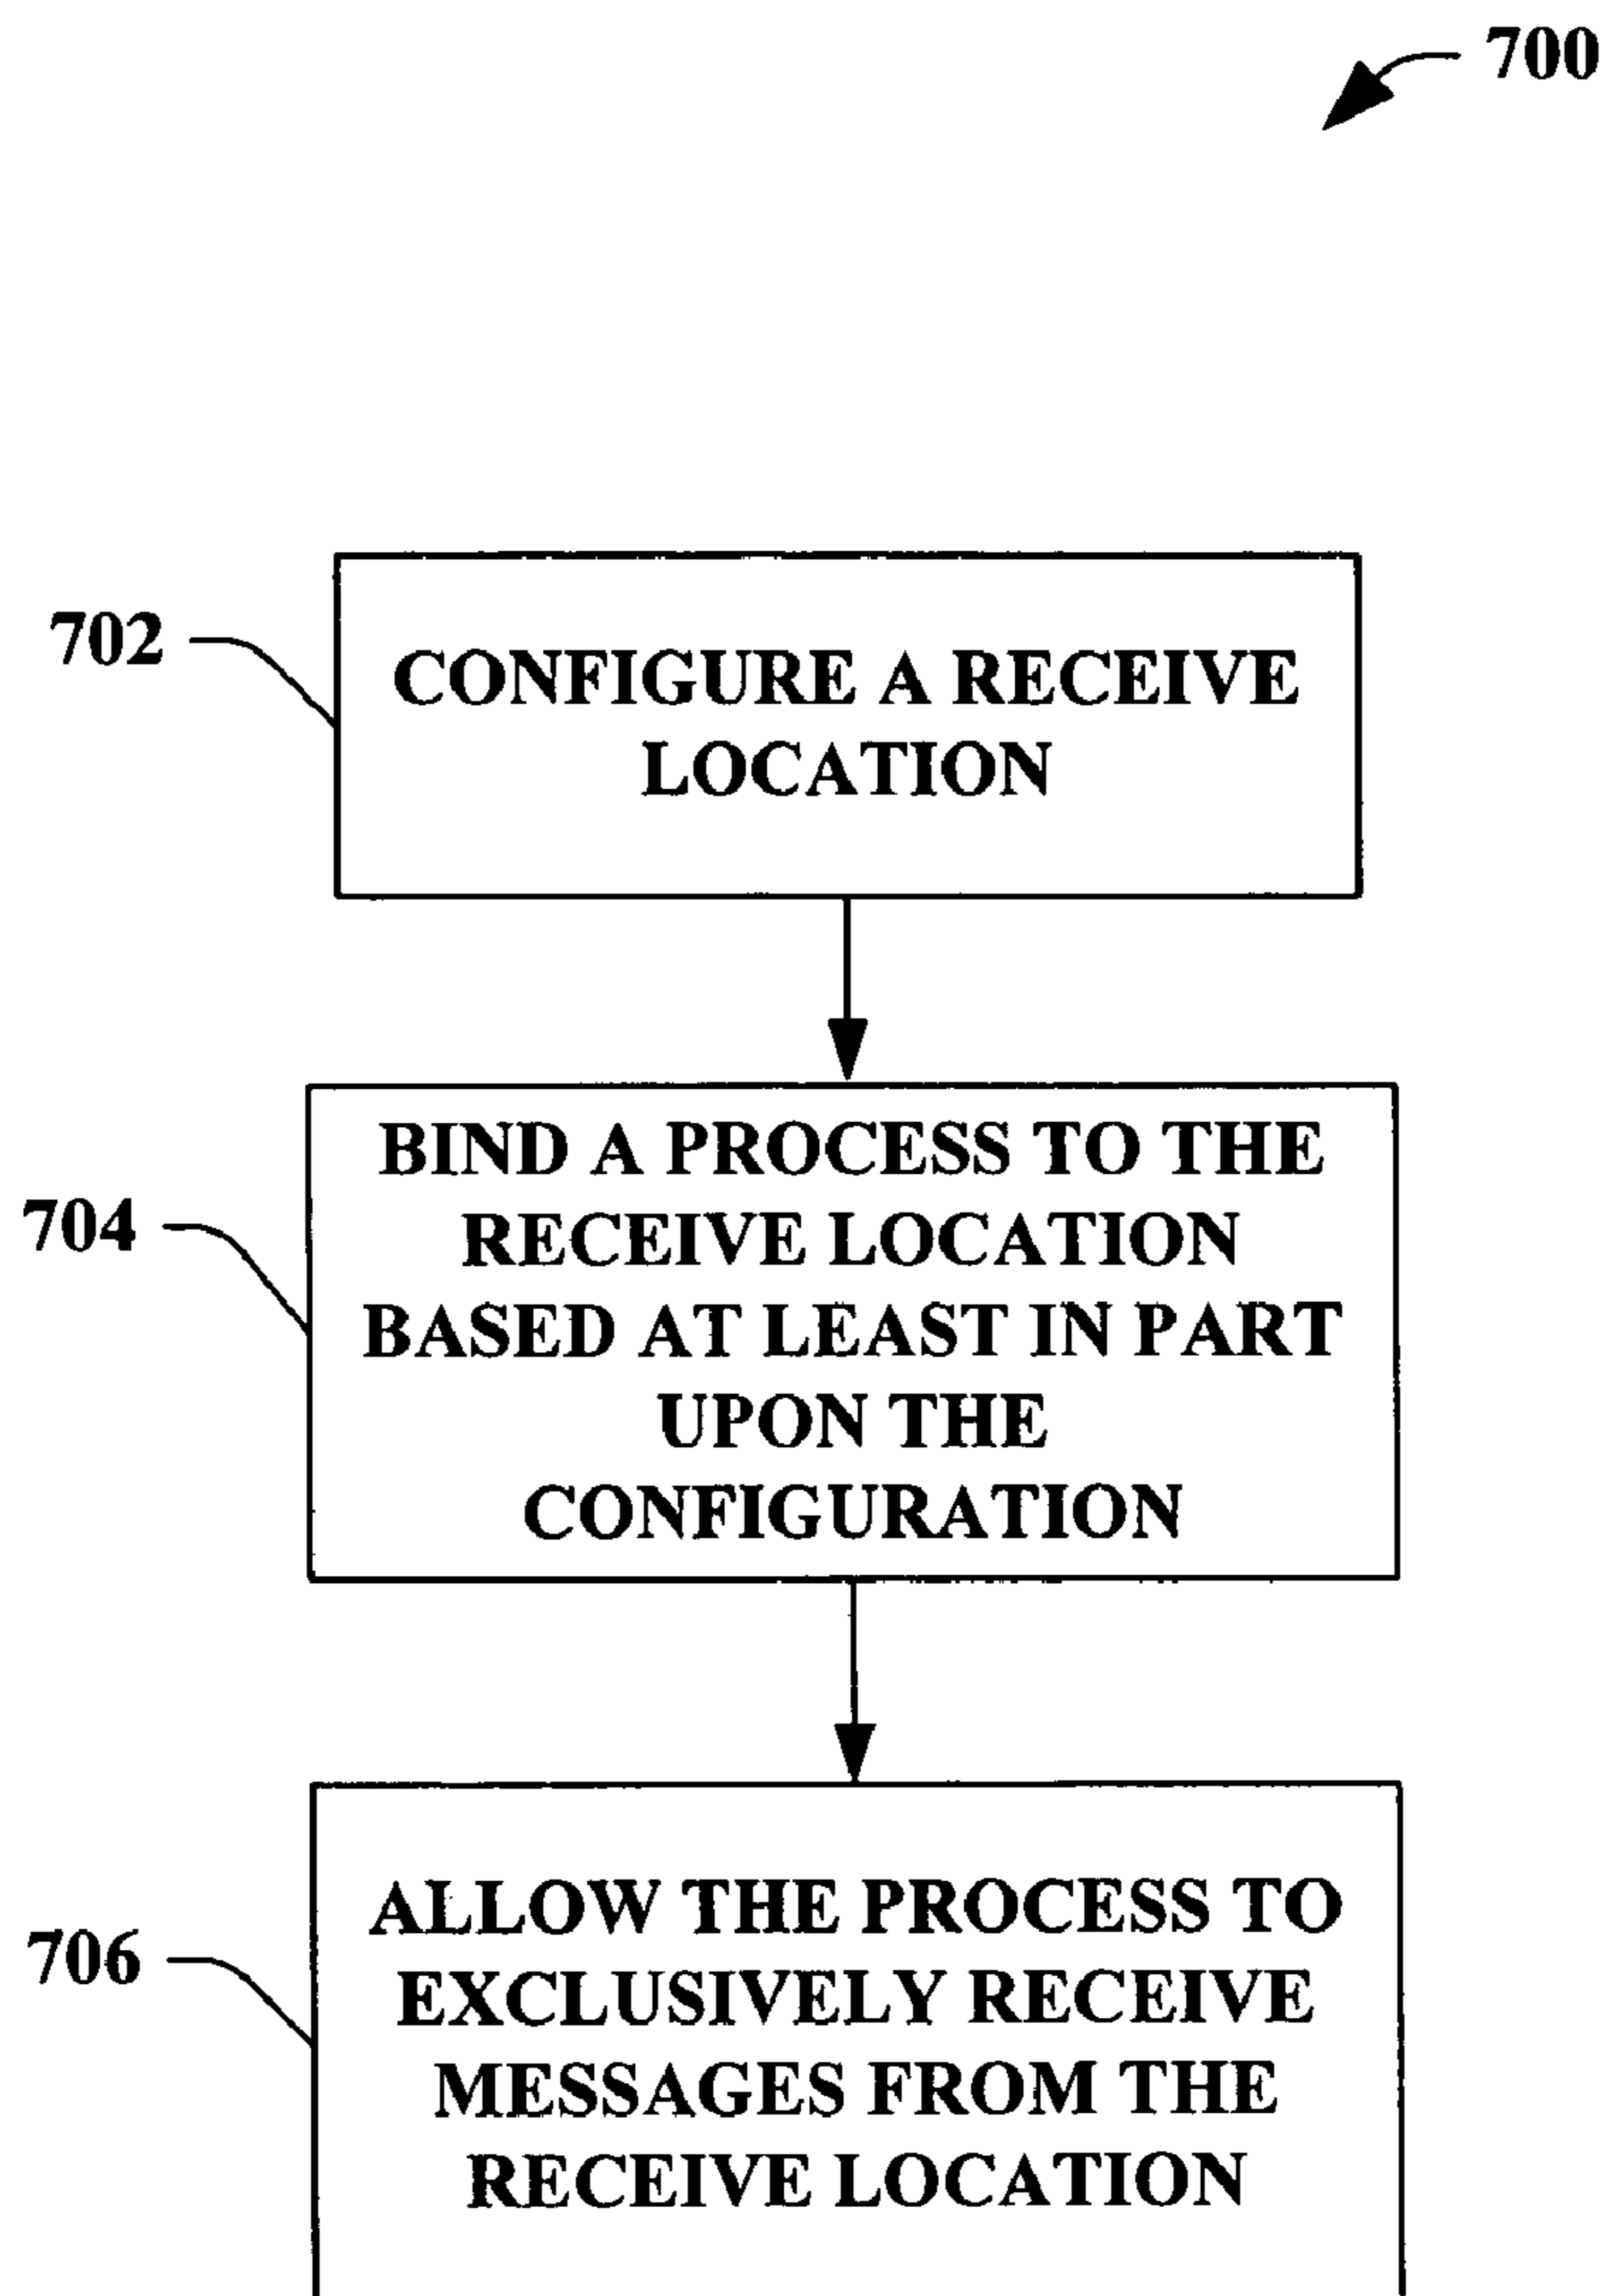 700
702
CONFIGURE A RECEIVE
LOCATION
704
BIND A PROCESS TO THE
RECEIVE LOCATION
BASED AT LEAST IN PART
UPON THE
CONFIGURATION
706
ALLOW THE PROCESS TO
EXCLUSIVELY RECEIVE
MESSAGES FROM THE
RECEIVE LOCATION